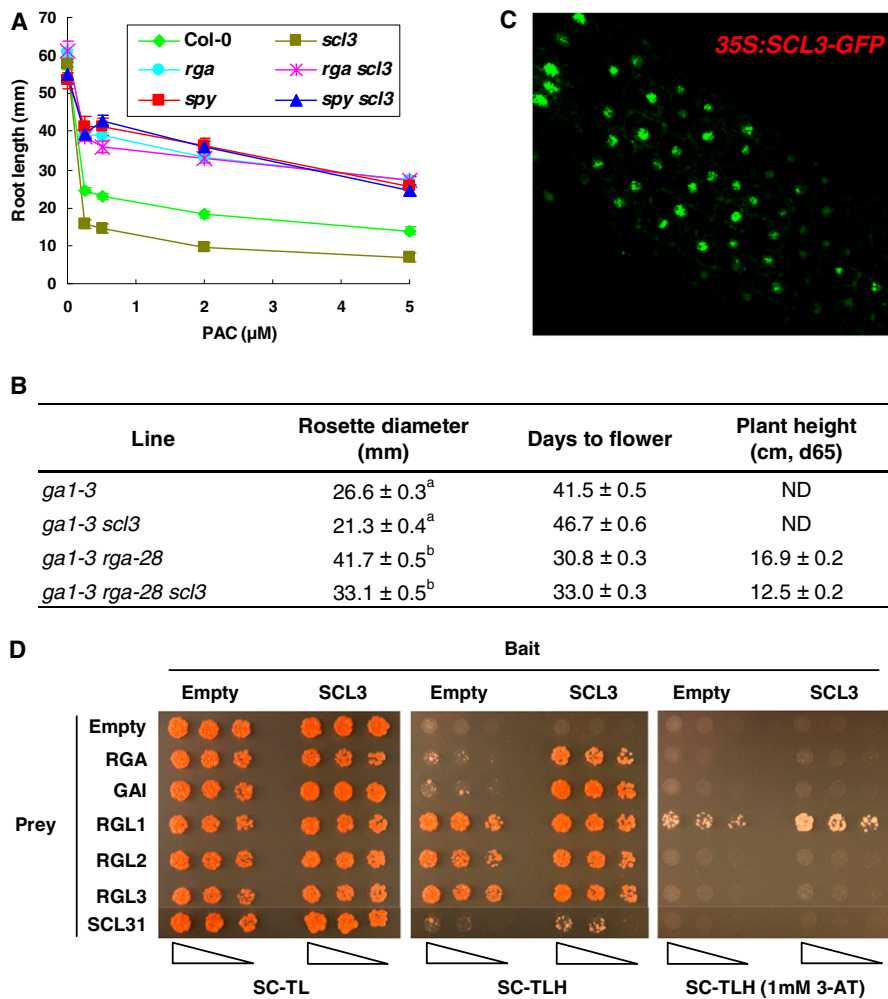 A
Col-0
scl3
rga
rga scl3
spy
spy scl3
Root length (mm)
70
60
50
40
30
20
10
0
0
1
2
3
4
5
PAC (µM)
C
35S:SCL3-GFP
B
Line
Rosette diameter (mm)
Days to flower
Plant height (cm, d65)
ga1-3 26.6 ± 0.3a 41.5 ± 0.5 ND
ga1-3 scl3 21.3 ± 0.4a 46.7 ± 0.6 ND
ga1-3 rga-28 41.7 ± 0.5b 30.8 ± 0.3 16.9 ± 0.2
ga1-3 rga-28 scl3 33.1 ± 0.5b 33.0 ± 0.3 12.5 ± 0.2
D
Bait
Empty SCL3 Empty SCL3 Empty SCL3
Prey
Empty
RGA
GAI
RGL1
RGL2
RGL3
SCL31
SC-TL SC-TLH SC-TLH (1mM 3-AT)